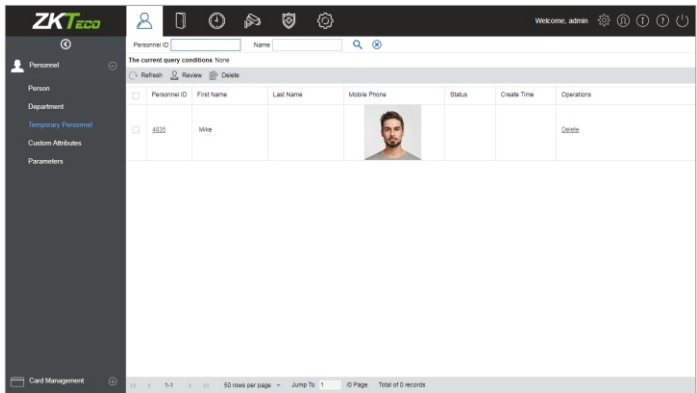 ZKTeco
Welcome, admin
Personnel ID
Name
Personnel
The current query conditions None
Refresh Review Delete
Person
Department
Temporary Personnel
Custom Attributes
Parameters
Personnel ID First Name Last Name Mobile Phone Status Create Time Operations
4835 Mike Delete
Card Management
1-1 50 rows per page Jump To 1 /0 Page Total of 0 records